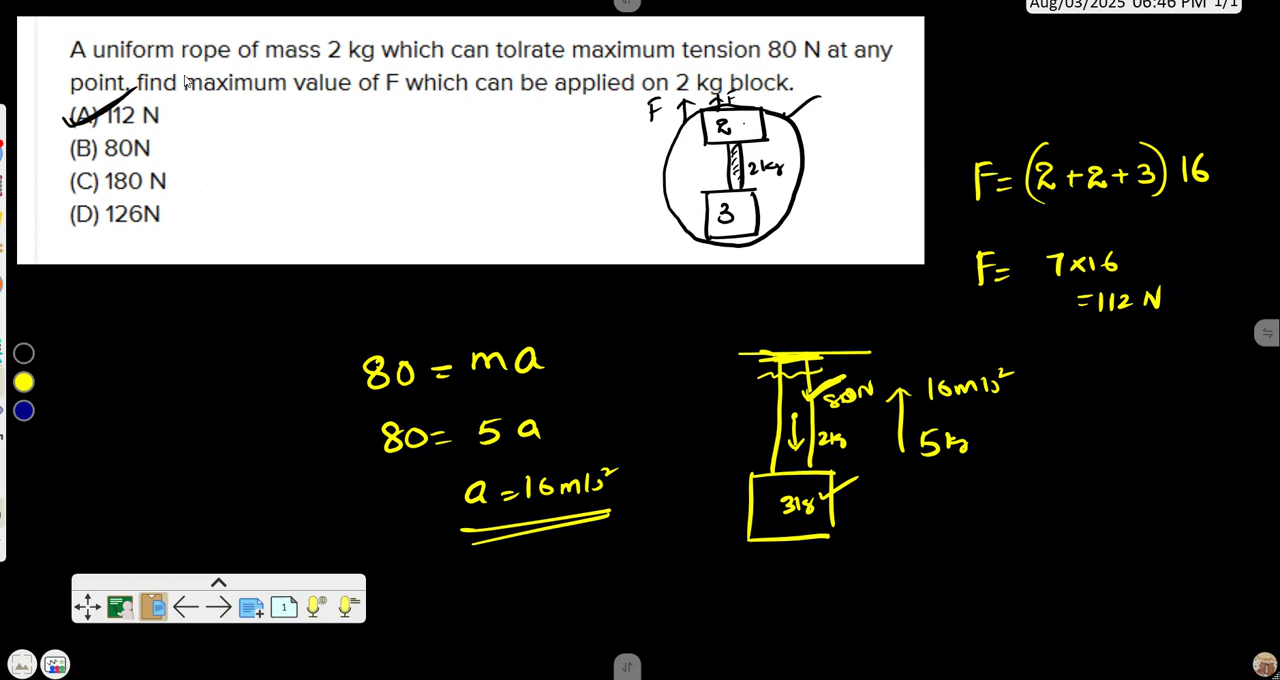 Aug/03/2025 06:46 PM 1/1
A uniform rope of mass 2 kg which can tolrate maximum tension 80 N at any
point, find maximum value of F which can be applied on 2 kg block.
(A) 112 N
(B) 80N
(C) 180 N
(D) 126N
F
F
2
2kg
3
F= (2+2+3) 16
F= 7×16
=112 N
80 = ma
80= 5 a
a =16m/s²
80N
16m/s²
2kg
5kg
1